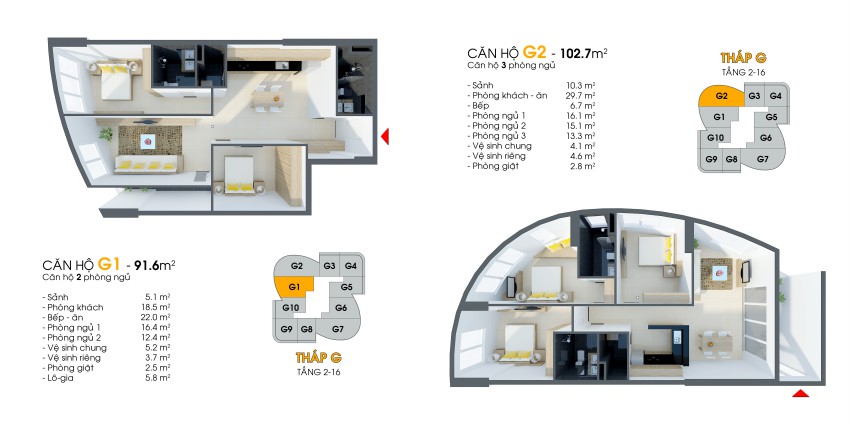 CĂN HỘ G2 - 102.7m²
Căn hộ 3 phòng ngủ
- Sảnh 10.3 m²
- Phòng khách - ăn 29.7 m²
- Bếp 6.7 m²
- Phòng ngủ 1 16.1 m²
- Phòng ngủ 2 15.1 m²
- Phòng ngủ 3 13.3 m²
- Vệ sinh chung 4.1 m²
- Vệ sinh riêng 4.6 m²
- Phòng giặt 2.8 m²
THÁP G
TẦNG 2-16
G2 G3 G4
G1 G5
G10 G6
G9 G8 G7
CĂN HỘ G1 - 91.6m²
Căn hộ 2 phòng ngủ
- Sảnh 5.1 m²
- Phòng khách 18.5 m²
- Bếp - ăn 22.0 m²
- Phòng ngủ 1 16.4 m²
- Phòng ngủ 2 12.4 m²
- Vệ sinh chung 5.2 m²
- Vệ sinh riêng 3.7 m²
- Phòng giặt 2.5 m²
- Lô-gia 5.8 m²
G2 G3 G4
G1 G5
G10 G6
G9 G8 G7
THÁP G
TẦNG 2-16